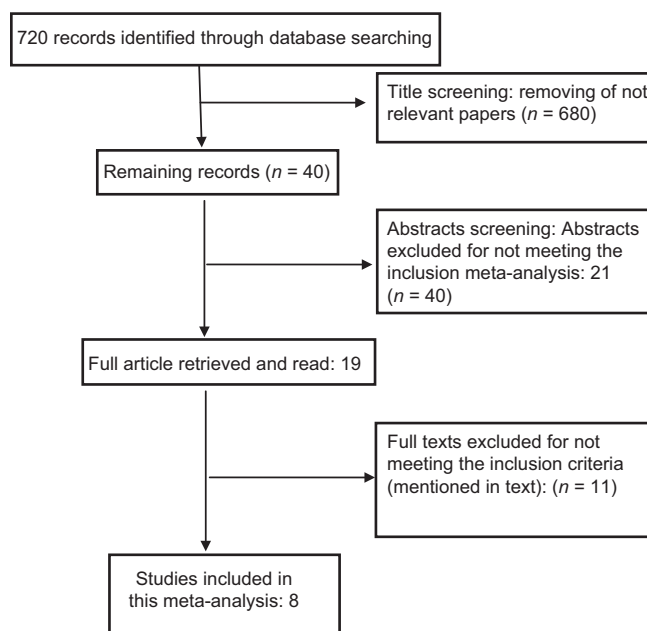 720 records identified through database searching
Title screening: removing of not
relevant papers (n = 680)
Remaining records (n = 40)
Abstracts screening: Abstracts
excluded for not meeting the
inclusion meta-analysis: 21
(n = 40)
Full article retrieved and read: 19
Full texts excluded for not
meeting the inclusion criteria
(mentioned in text): (n = 11)
Studies included in
this meta-analysis: 8